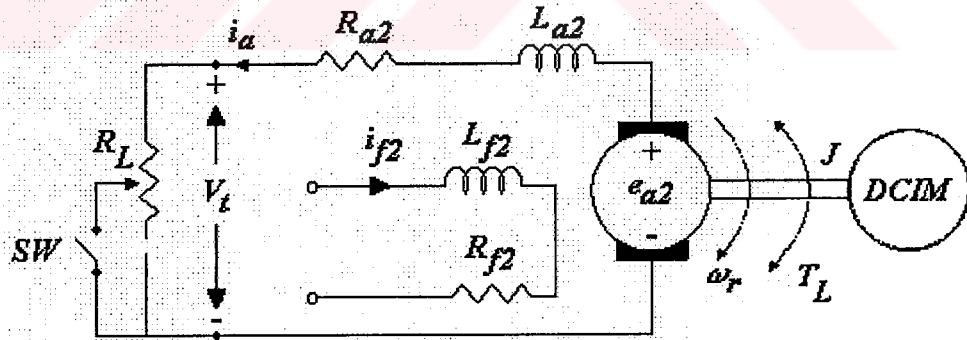 i_a
R_a2
L_a2
+
R_L
V_t
i_f2
L_f2
+
e_a2
-
J
DCIM
SW
R_f2
ω_r
T_L
-